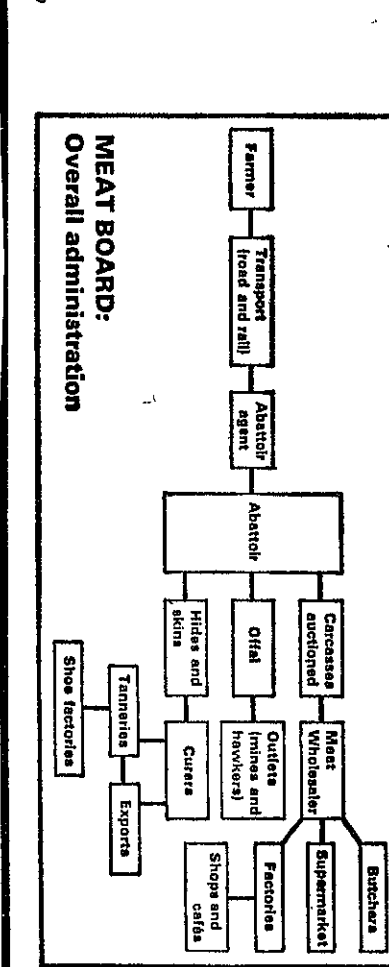 MEAT BOARD:
Overall administration
Farmer
Transport
(road and rail)
Abattoir
agent
Abattoir
Carcasses
auctioned
Meat
Wholesaler
Butchers
Supermarket
Factories
Shops and
cafés
Offal
Outlets
(mines and
hawkers)
Hides and
skins
Curers
Tanneries
Exports
Shoe factories